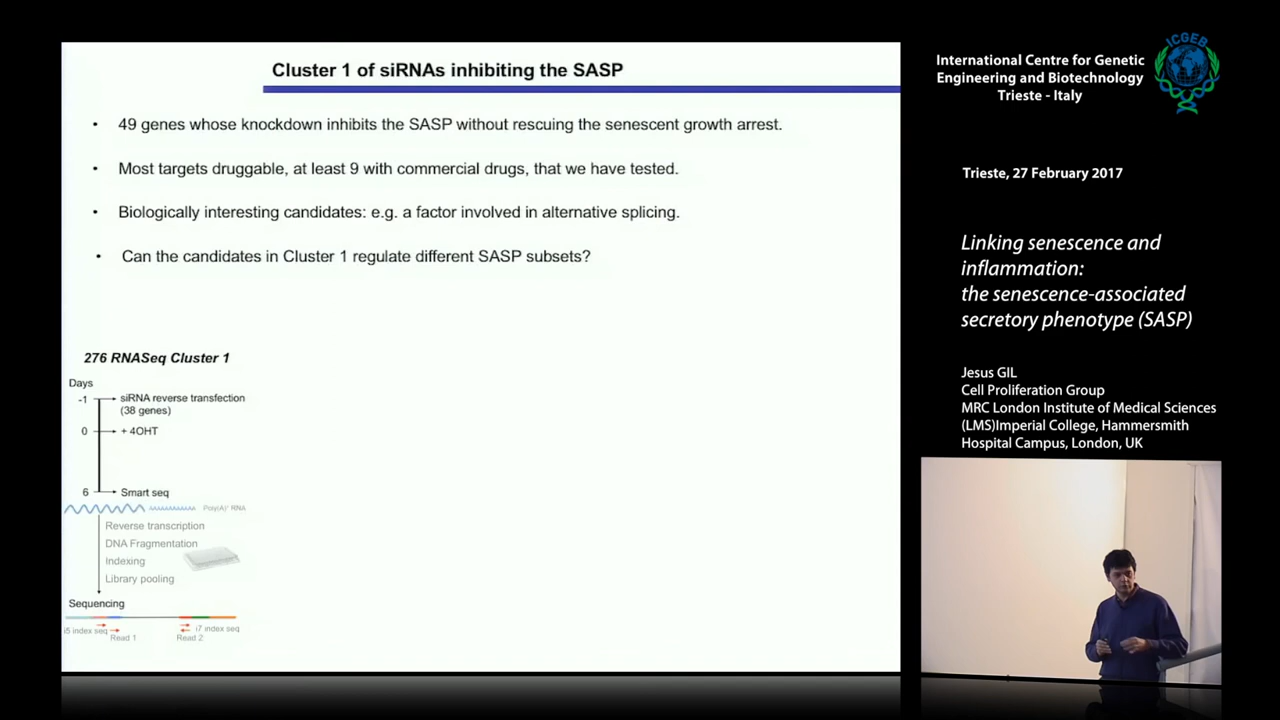 Cluster 1 of siRNAs inhibiting the SASP
• 49 genes whose knockdown inhibits the SASP without rescuing the senescent growth arrest.
• Most targets druggable, at least 9 with commercial drugs, that we have tested.
• Biologically interesting candidates: e.g. a factor involved in alternative splicing.
• Can the candidates in Cluster 1 regulate different SASP subsets?
276 RNASeq Cluster 1
Days
-1 siRNA reverse transfection
(38 genes)
0 + 4OHT
6 Smart seq
Poly(A)+ RNA
Reverse transcription
DNA Fragmentation
Indexing
Library pooling
Sequencing
i5 index seq
Read 1
i7 index seq
Read 2
International Centre for Genetic
Engineering and Biotechnology
Trieste - Italy
ICGEB
Trieste, 27 February 2017
Linking senescence and
inflammation:
the senescence-associated
secretory phenotype (SASP)
Jesus GIL
Cell Proliferation Group
MRC London Institute of Medical Sciences
(LMS)Imperial College, Hammersmith
Hospital Campus, London, UK